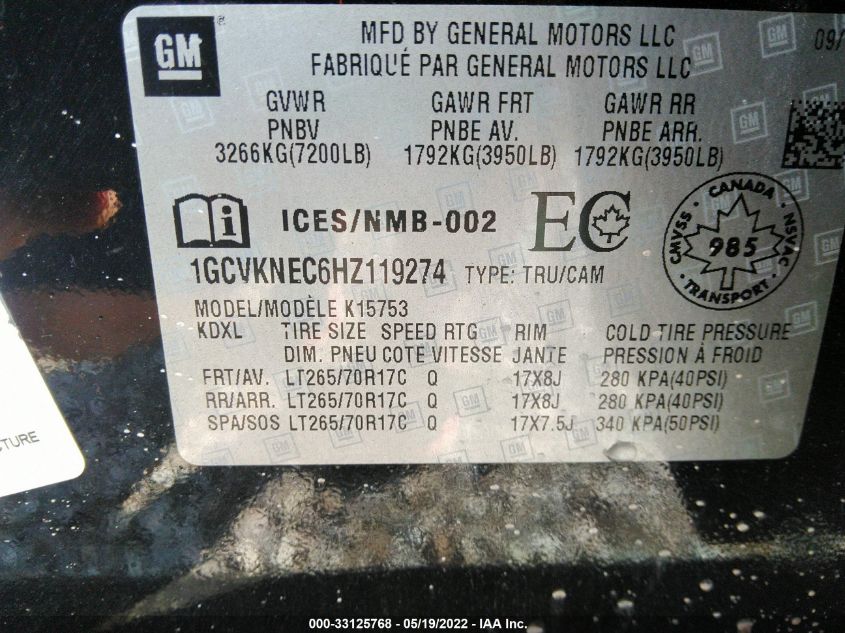 GM
MFD BY GENERAL MOTORS LLC
FABRIQUÉ PAR GENERAL MOTORS LLC
09/
GVWR GAWR FRT GAWR RR
PNBV PNBE AV. PNBE ARR.
3266KG(7200LB) 1792KG(3950LB) 1792KG(3950LB)
i ICES/NMB-002 EC
CANADA CMVSS NSVAC 985 TRANSPORT
1GCVKNEC6HZ119274 TYPE: TRU/CAM
MODEL/MODÈLE K15753
KDXL TIRE SIZE SPEED RTG RIM COLD TIRE PRESSURE
DIM. PNEU COTE VITESSE JANTE PRESSION À FROID
FRT/AV. LT265/70R17C Q 17X8J 280 KPA(40PSI)
RR/ARR. LT265/70R17C Q 17X8J 280 KPA(40PSI)
SPA/SOS LT265/70R17C Q 17X7.5J 340 KPA(50PSI)
CTURE
000-33125768 - 05/19/2022 - IAA Inc.